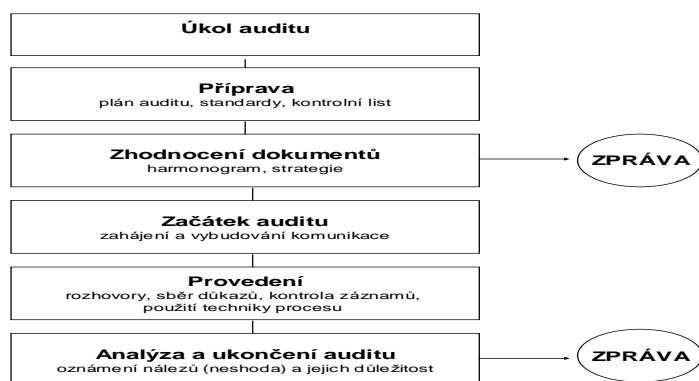 Úkol auditu
Příprava
plán auditu, standardy, kontrolní list
Zhodnocení dokumentů
harmonogram, strategie
ZPRÁVA
Začátek auditu
zahájení a vybudování komunikace
Provedení
rozhovory, sběr důkazů, kontrola záznamů,
použití techniky procesu
Analýza a ukončení auditu
oznámení nálezů (neshoda) a jejich důležitost
ZPRÁVA